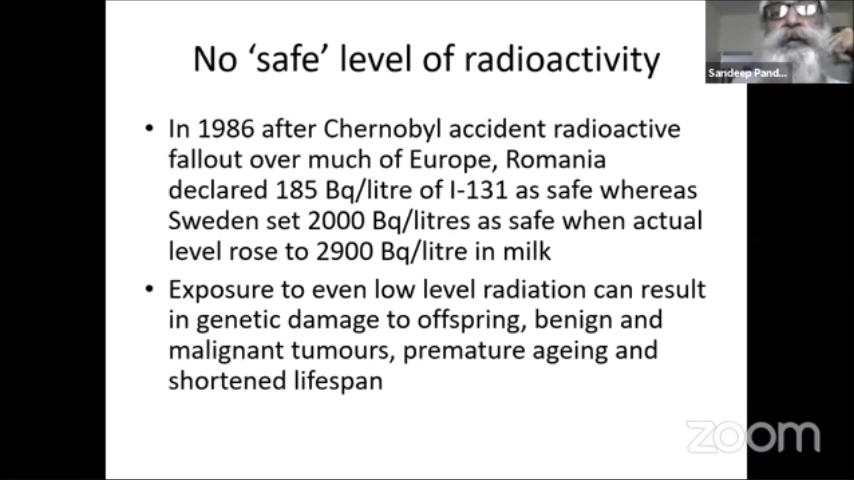 No ‘safe’ level of radioactivity
Sandeep Pand...
• In 1986 after Chernobyl accident radioactive
fallout over much of Europe, Romania
declared 185 Bq/litre of I-131 as safe whereas
Sweden set 2000 Bq/litres as safe when actual
level rose to 2900 Bq/litre in milk
• Exposure to even low level radiation can result
in genetic damage to offspring, benign and
malignant tumours, premature ageing and
shortened lifespan
zoom